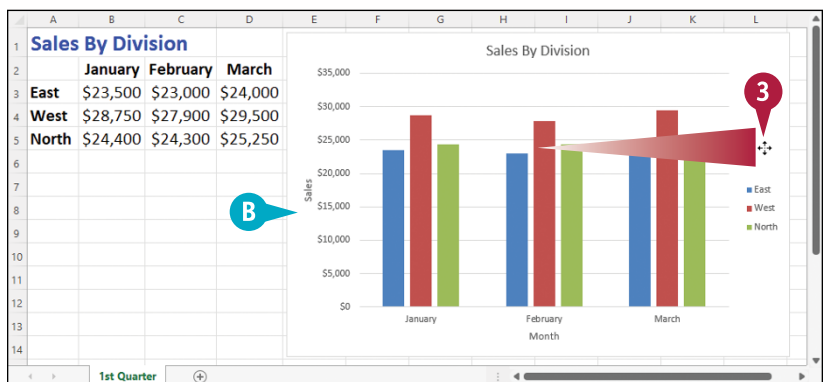 A B C D E F G H I J K L
1 Sales By Division
2 January February March
3 East $23,500 $23,000 $24,000
4 West $28,750 $27,900 $29,500
5 North $24,400 $24,300 $25,250
6
7
8
9
10
11
12
13
14
Sales By Division
$35,000
$30,000
$25,000
$20,000
$15,000
$10,000
$5,000
$0
Sales
January February March
Month
East
West
North
3
B
1st Quarter